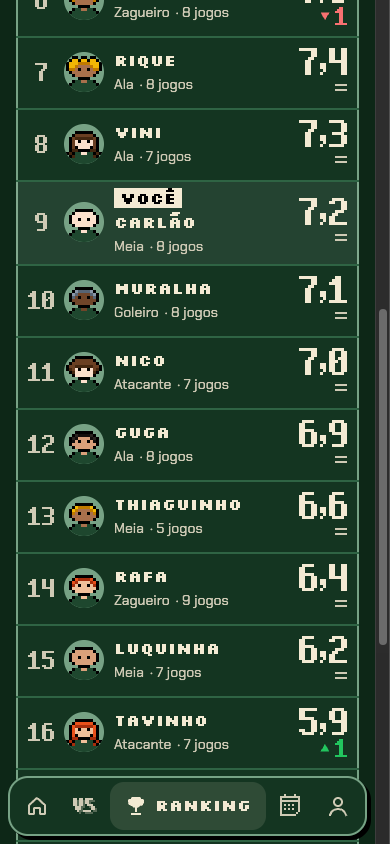 Zagueiro · 8 jogos
▼1
7
RIQUE
Ala · 8 jogos
7,4
=
8
VINI
Ala · 7 jogos
7,3
=
VOCÊ
9
CARLÃO
Meia · 8 jogos
7,2
=
10
MURALHA
Goleiro · 8 jogos
7,1
=
11
NICO
Atacante · 7 jogos
7,0
=
12
GUGA
Ala · 8 jogos
6,9
=
13
THIAGUINHO
Meia · 5 jogos
6,6
=
14
RAFA
Zagueiro · 9 jogos
6,4
=
15
LUQUINHA
Meia · 7 jogos
6,2
=
16
TAVINHO
Atacante · 7 jogos
5,9
▲1
VS RANKING